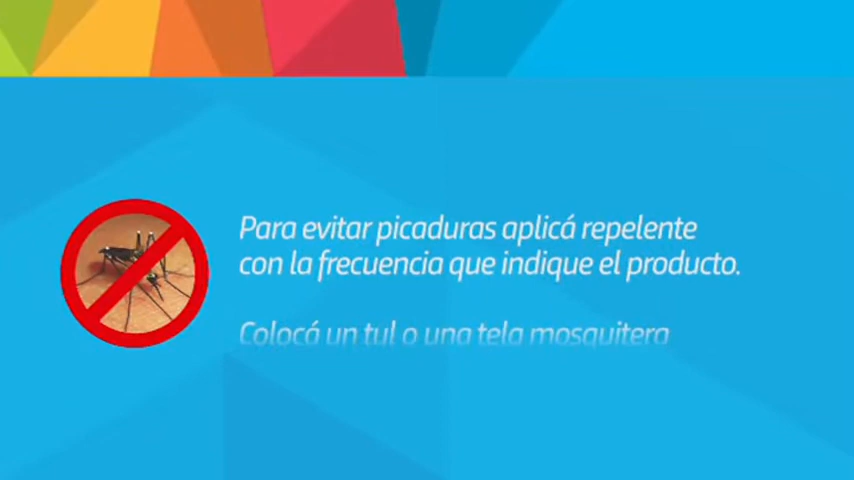 Para evitar picaduras aplicá repelente
con la frecuencia que indique el producto.
Colocá un tul o una tela mosquitera